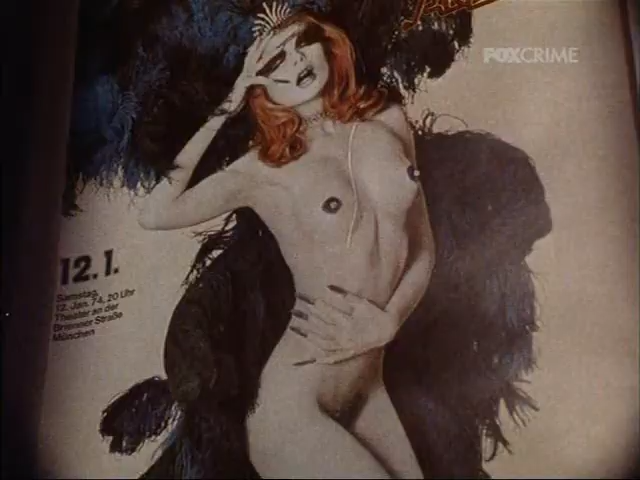 FOXCRIME
12. 1.
Samstag,
12. Jan. 74, 20 Uhr
Theater an der
Brienner Straße
München